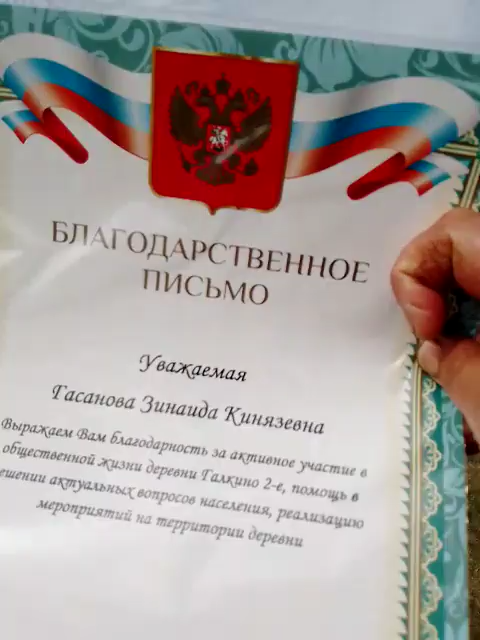 БЛАГОДАРСТВЕННОЕ
ПИСЬМО
Уважаемая
Гасанова Зинаида Кинязевна
Выражаем Вам благодарность за активное участие в
общественной жизни деревни Галкино 2-е, помощь в
ешении актуальных вопросов населения, реализацию
мероприятий на территории деревни